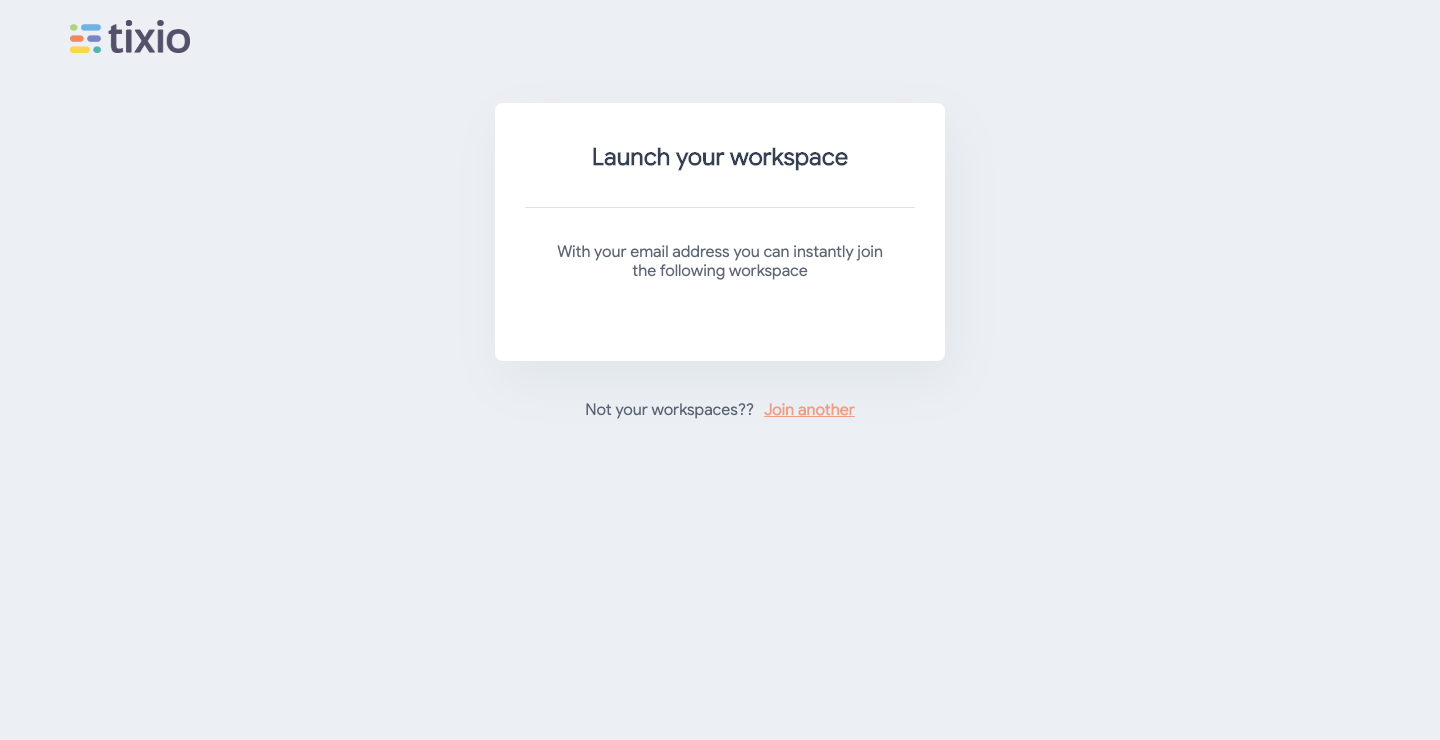 tixio
Launch your workspace
With your email address you can instantly join
the following workspace
Not your workspaces?? Join another